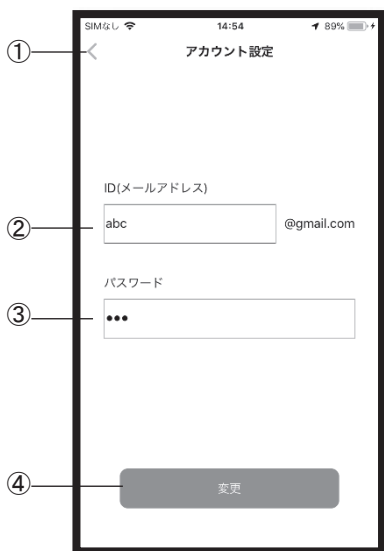 SIMなし 14:54 89%
① アカウント設定
ID(メールアドレス)
② abc @gmail.com
パスワード
③ •••
④ 変更